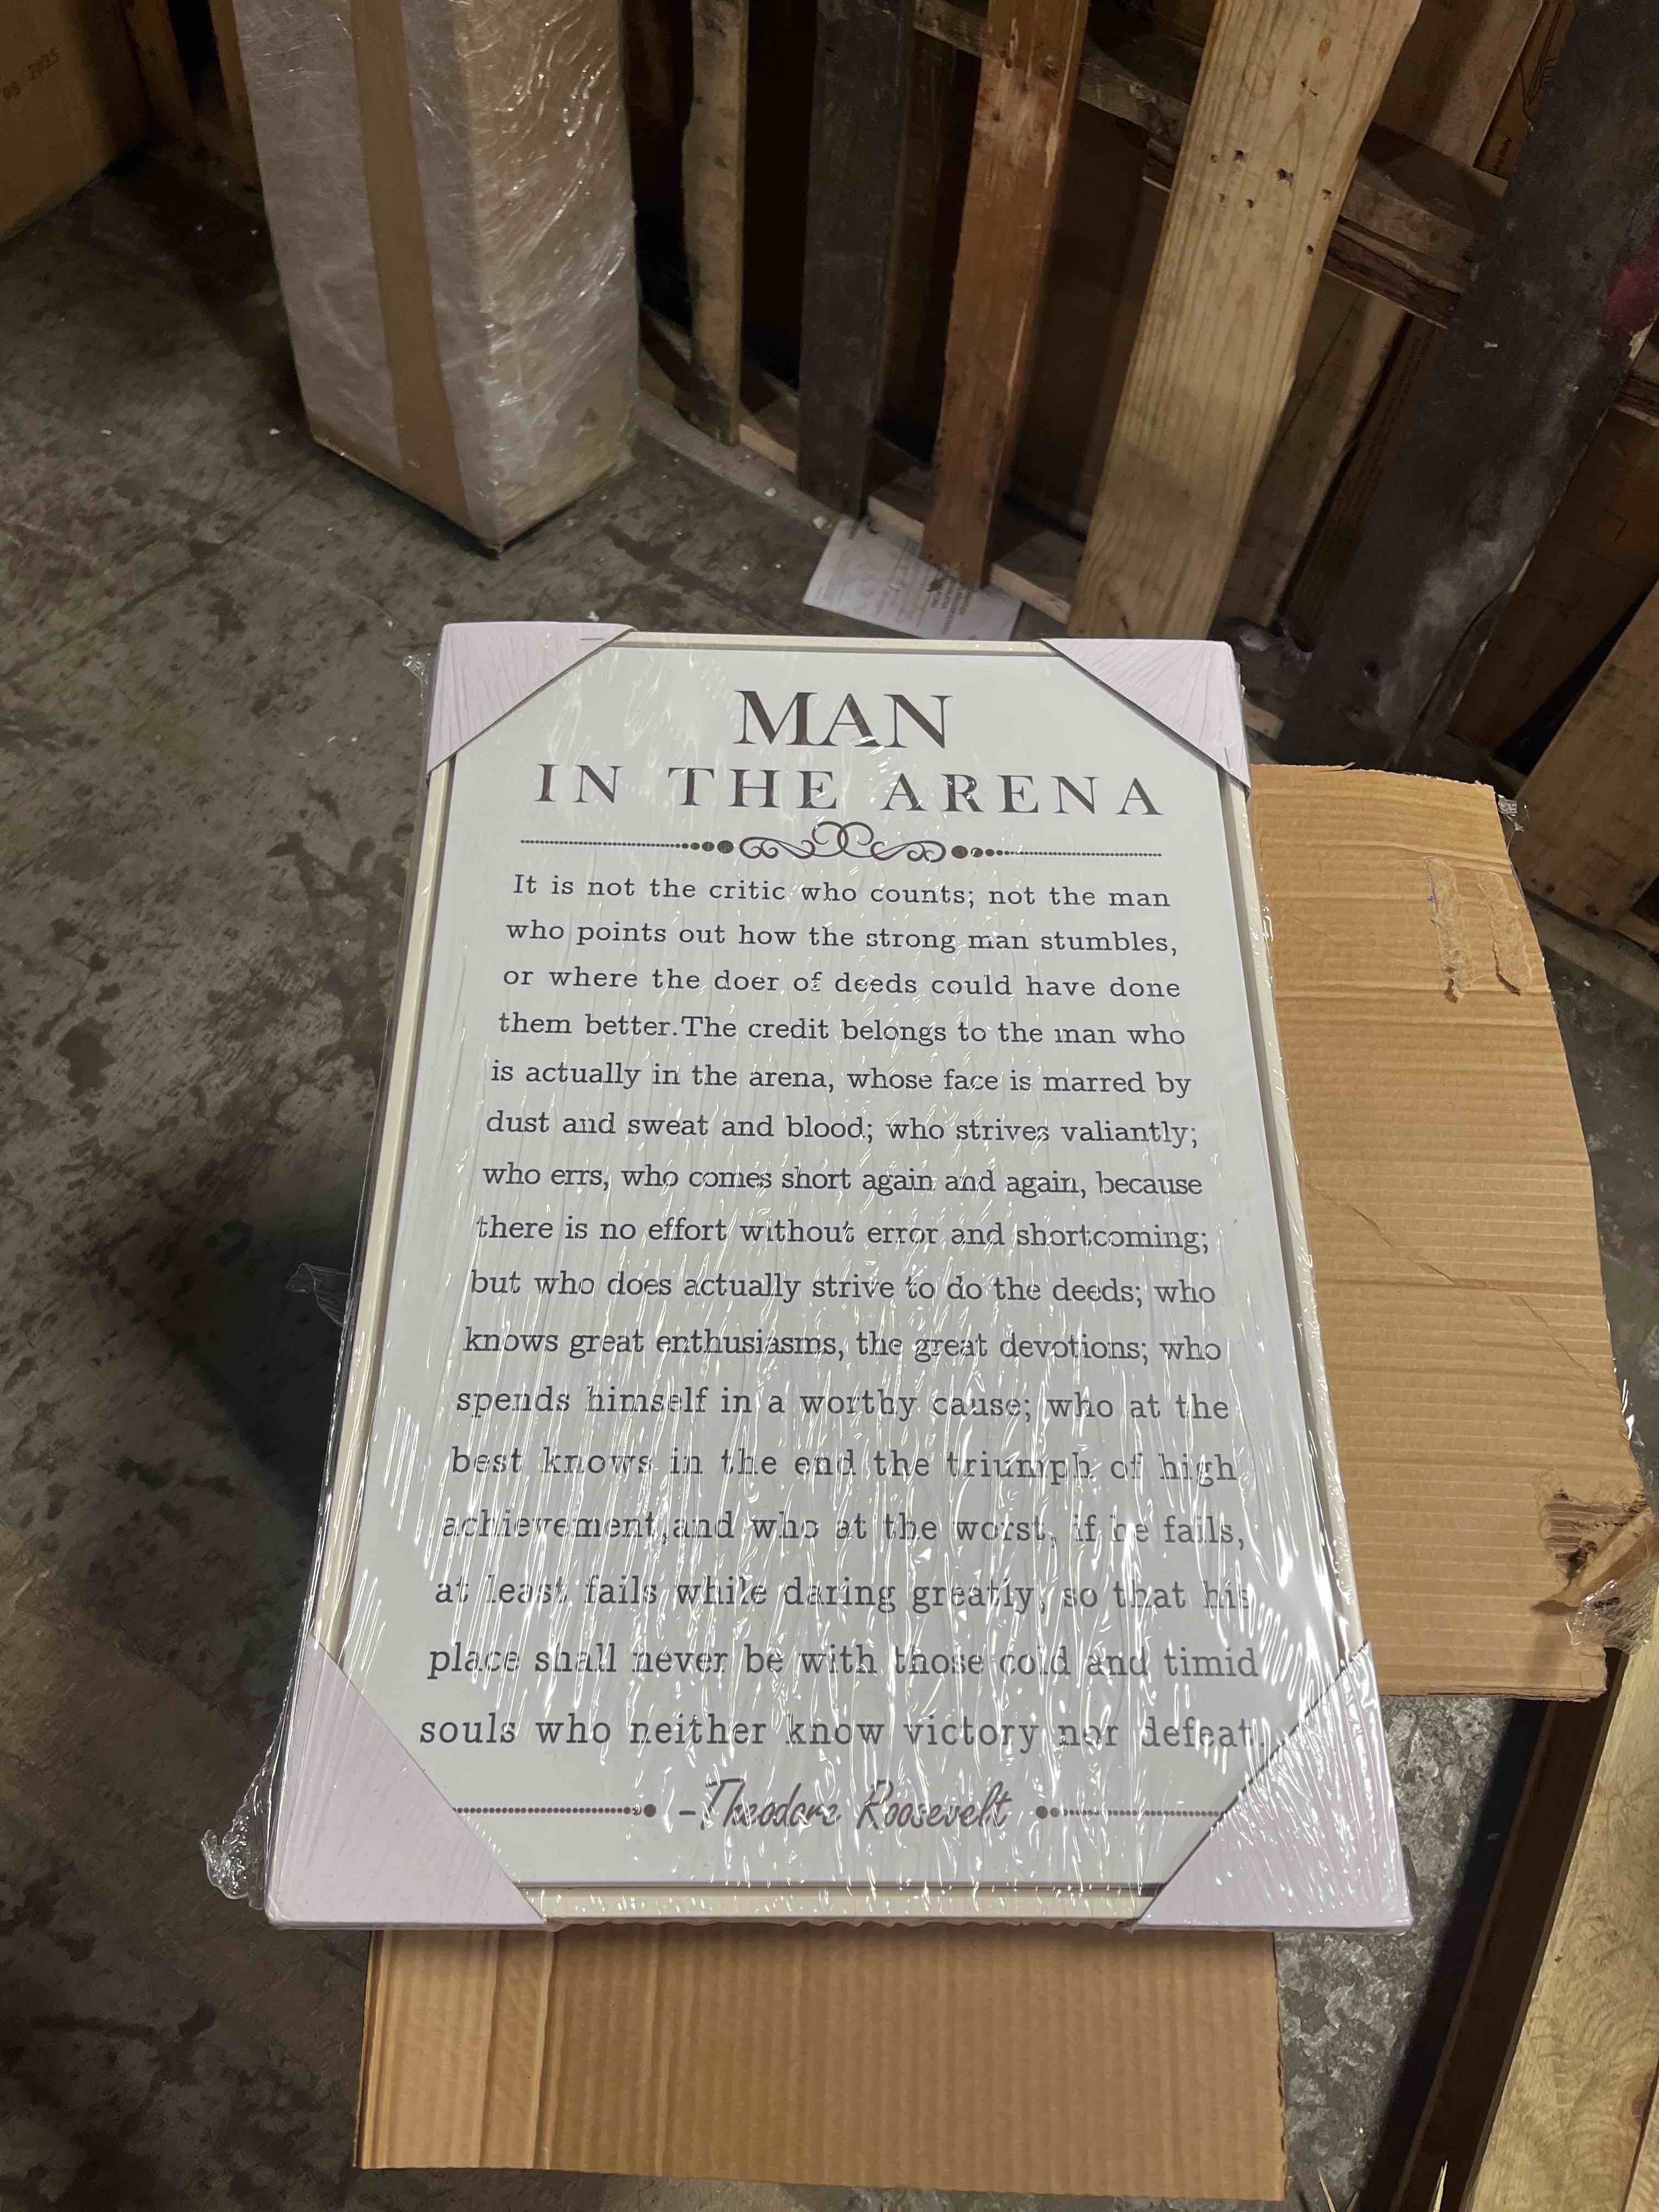 MAN
IN THE ARENA
It is not the critic who counts; not the man
who points out how the strong man stumbles,
or where the doer of deeds could have done
them better.The credit belongs to the man who
is actually in the arena, whose face is marred by
dust and sweat and blood; who strives valiantly;
who errs, who comes short again and again, because
there is no effort without error and shortcoming;
but who does actually strive to do the deeds; who
knows great enthusiasms, the great devotions; who
spends himself in a worthy cause; who at the
best knows in the end the triumph of high
achievement,and who at the worst, if he fails,
at least fails while daring greatly, so that his
place shall never be with those cold and timid
souls who neither know victory nor defeat.
-Theodore Roosevelt